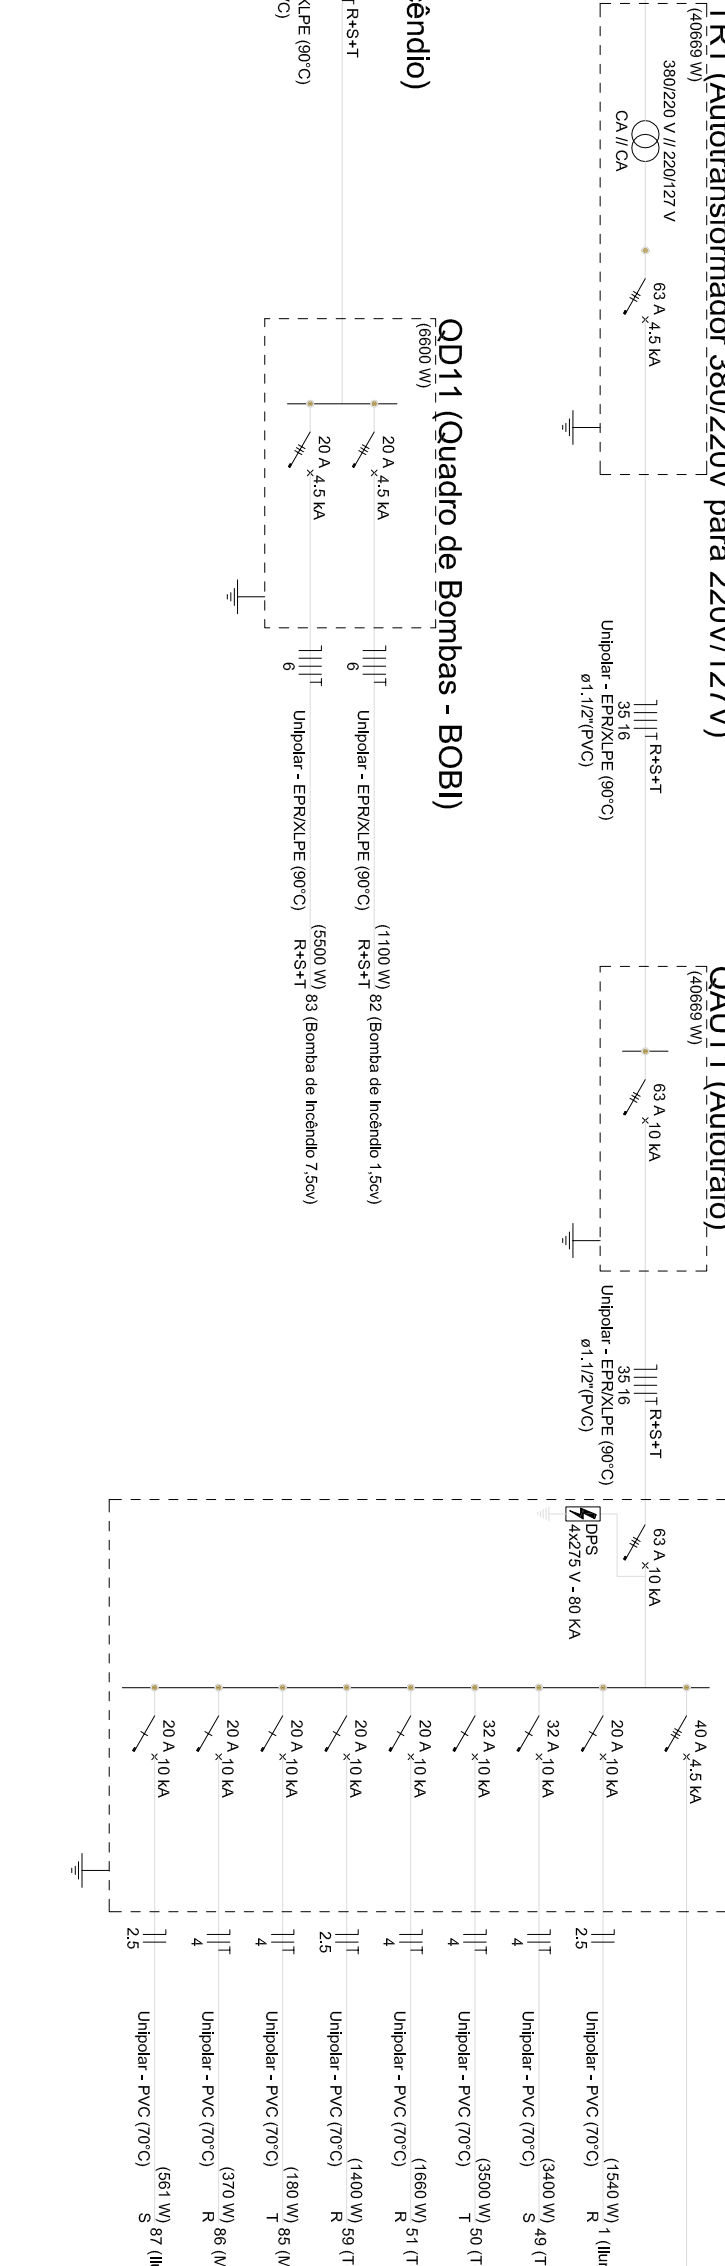 TR1 (Autotransformador 380/220V para 220V/127V)
(40669 W)
380/220 V // 220/127 V
CA // CA
63 A
4.5 kA
R+S+T
35 16
Unipolar - EPR/XLPE (90°C)
ø1.1/2"(PVC)
(Autotrafo)
(40669 W)
63 A
10 kA
R+S+T
35 16
Unipolar - EPR/XLPE (90°C)
ø1.1/2"(PVC)
63 A
10 kA
DPS
4x275 V - 80 KA
40 A
4.5 kA
20 A
10 kA
2.5
Unipolar - PVC (70°C)
(1540 W)
R
1 (Ilum
32 A
10 kA
T
4
Unipolar - PVC (70°C)
(3400 W)
S
49 (T
32 A
10 kA
T
4
Unipolar - PVC (70°C)
(3500 W)
T
50 (T
20 A
10 kA
T
4
Unipolar - PVC (70°C)
(1660 W)
R
51 (T
20 A
10 kA
T
2.5
Unipolar - PVC (70°C)
(1400 W)
R
59 (T
20 A
10 kA
T
4
Unipolar - PVC (70°C)
(180 W)
T
85 (M
20 A
10 kA
T
4
Unipolar - PVC (70°C)
(370 W)
R
86 (M
20 A
10 kA
2.5
Unipolar - PVC (70°C)
(561 W)
S
87 (Ilu
cêndio)
R+S+T
XLPE (90°C)
QD11 (Quadro de Bombas - BOBI)
(6600 W)
20 A
4.5 kA
T
6
Unipolar - EPR/XLPE (90°C)
(1100 W)
R+S+T
82 (Bomba de Incêndio 1,5cv)
20 A
4.5 kA
T
6
Unipolar - EPR/XLPE (90°C)
(5500 W)
R+S+T
83 (Bomba de Incêndio 7,5cv)